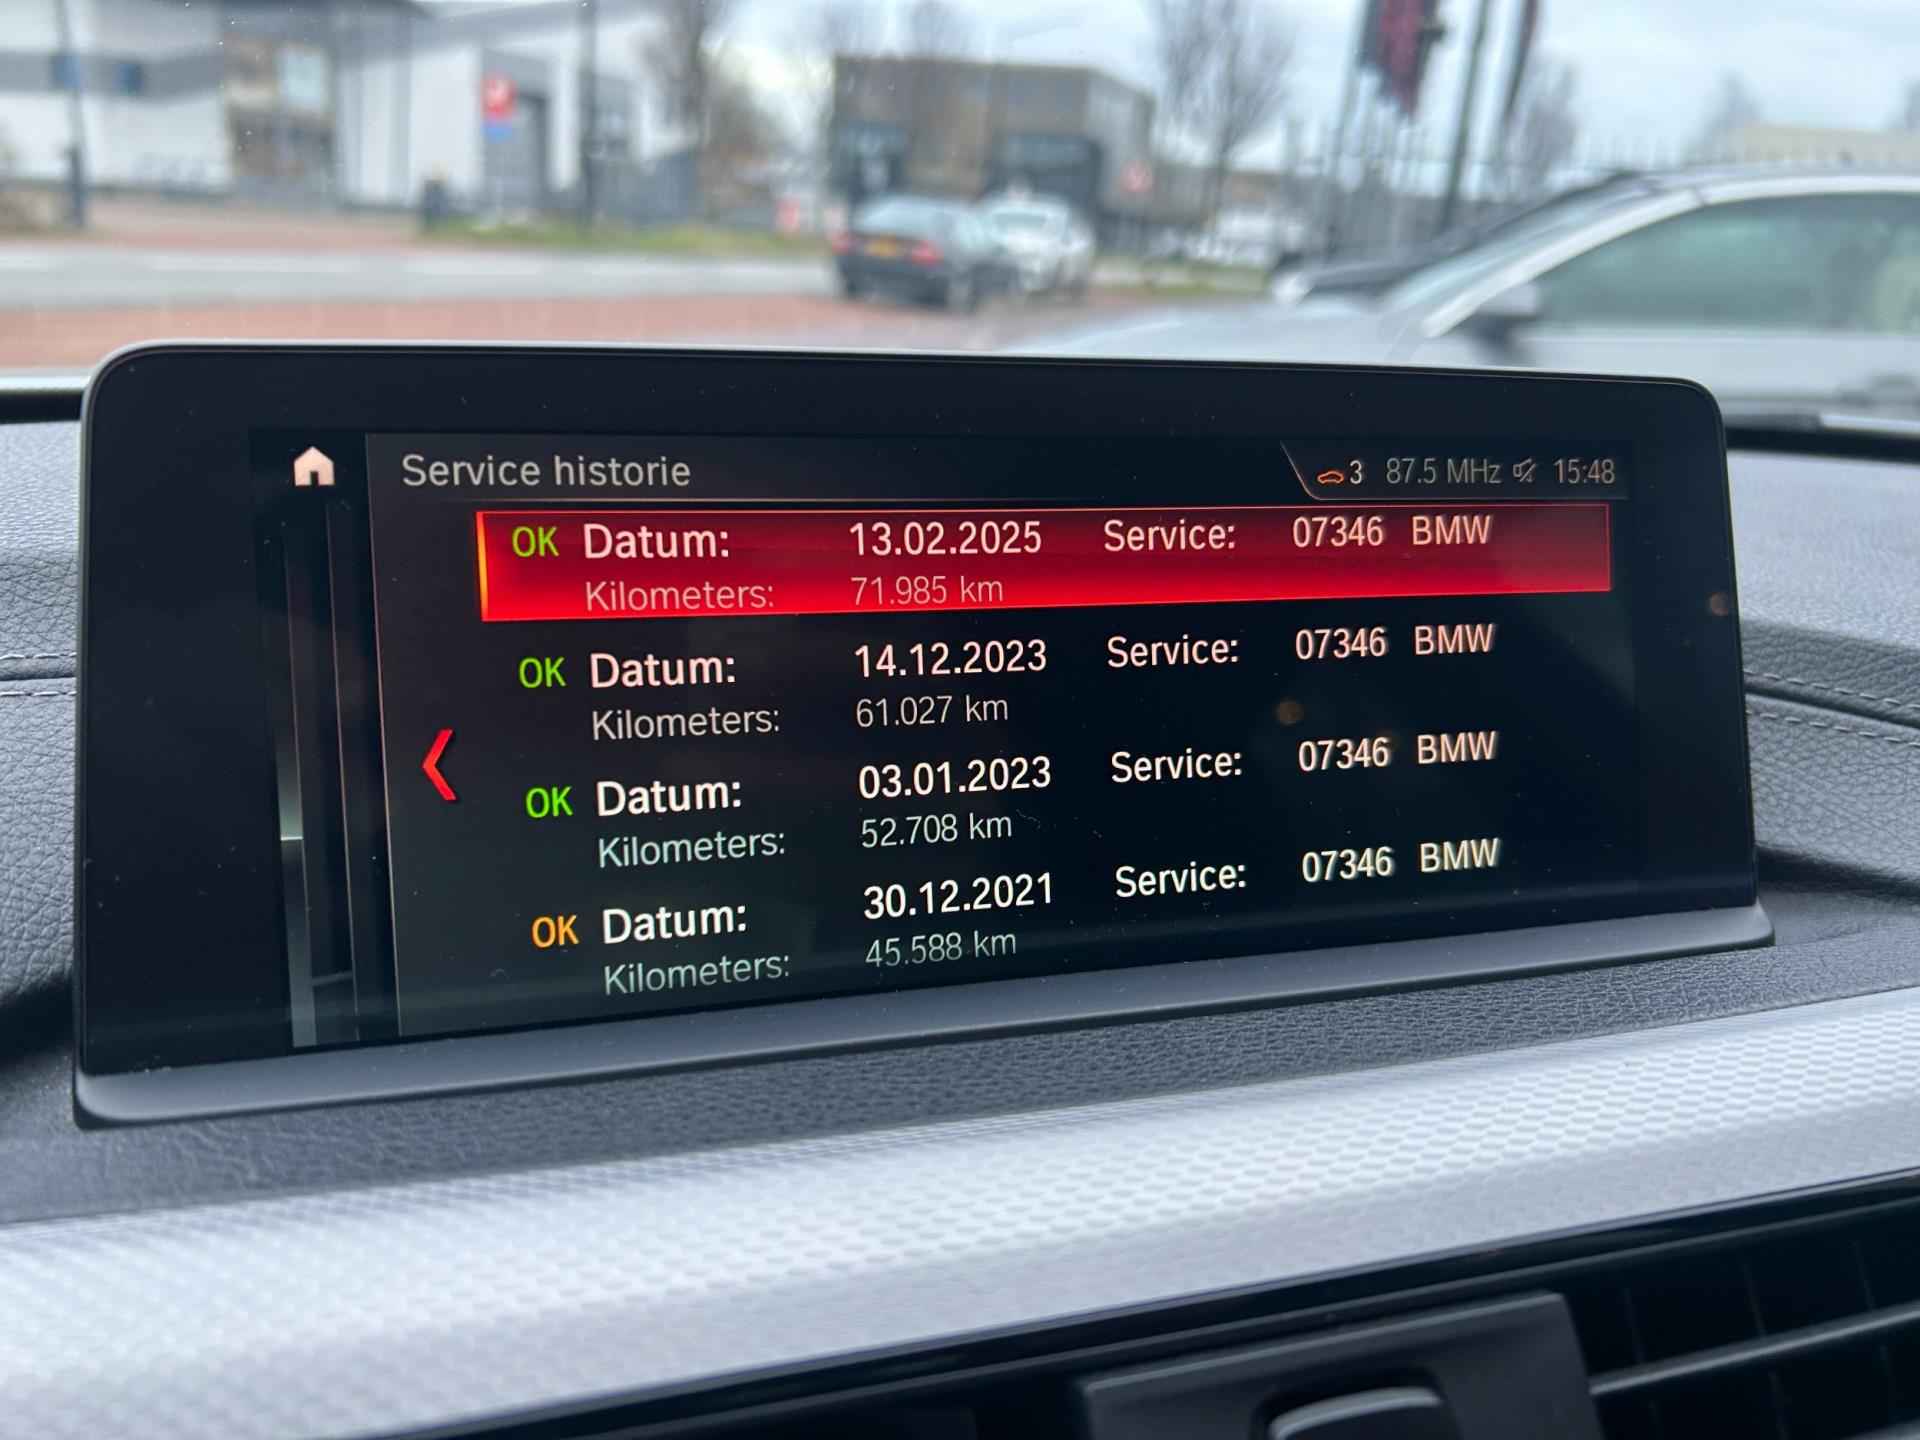 Service historie 3 87.5 MHz 15:48
OK Datum: 13.02.2025 Service: 07346 BMW
Kilometers: 71.985 km
OK Datum: 14.12.2023 Service: 07346 BMW
Kilometers: 61.027 km
OK Datum: 03.01.2023 Service: 07346 BMW
Kilometers: 52.708 km
OK Datum: 30.12.2021 Service: 07346 BMW
Kilometers: 45.588 km